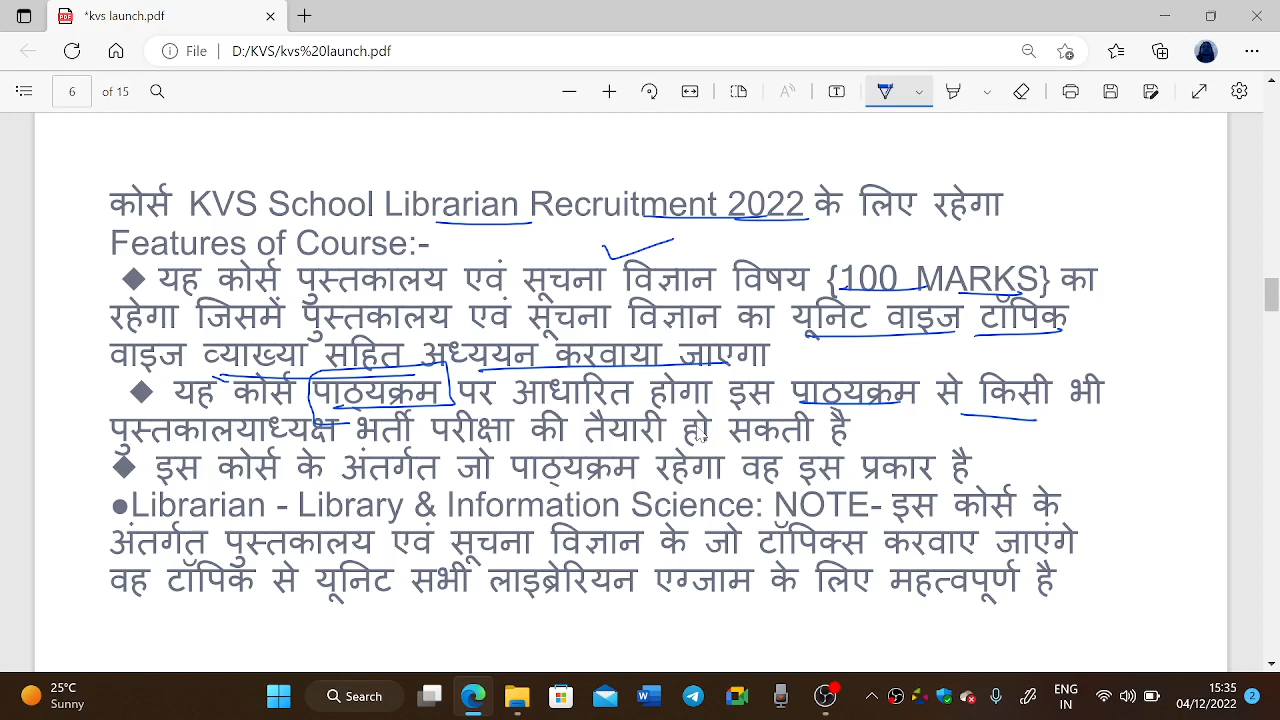 *kvs launch.pdf
File
D:/KVS/kvs%20launch.pdf
6 of 15
कोर्स KVS School Librarian Recruitment 2022 के लिए रहेगा
Features of Course:-
◆ यह कोर्स पुस्तकालय एवं सूचना विज्ञान विषय {100 MARKS} का
रहेगा जिसमें पुस्तकालय एवं सूचना विज्ञान का यूनिट वाइज टॉपिक
वाइज व्याख्या सहित अध्ययन करवाया जाएगा
◆ यह कोर्स पाठ्यक्रम पर आधारित होगा इस पाठ्यक्रम से किसी भी
पुस्तकालयाध्यक्ष भर्ती परीक्षा की तैयारी हो सकती है
◆ इस कोर्स के अंतर्गत जो पाठ्यक्रम रहेगा वह इस प्रकार है
●Librarian - Library & Information Science: NOTE- इस कोर्स के
अंतर्गत पुस्तकालय एवं सूचना विज्ञान के जो टॉपिक्स करवाए जाएंगे
वह टॉपिक से यूनिट सभी लाइब्रेरियन एग्जाम के लिए महत्वपूर्ण है
25°C
Sunny
Search
ENG
IN
15:35
04/12/2022
2